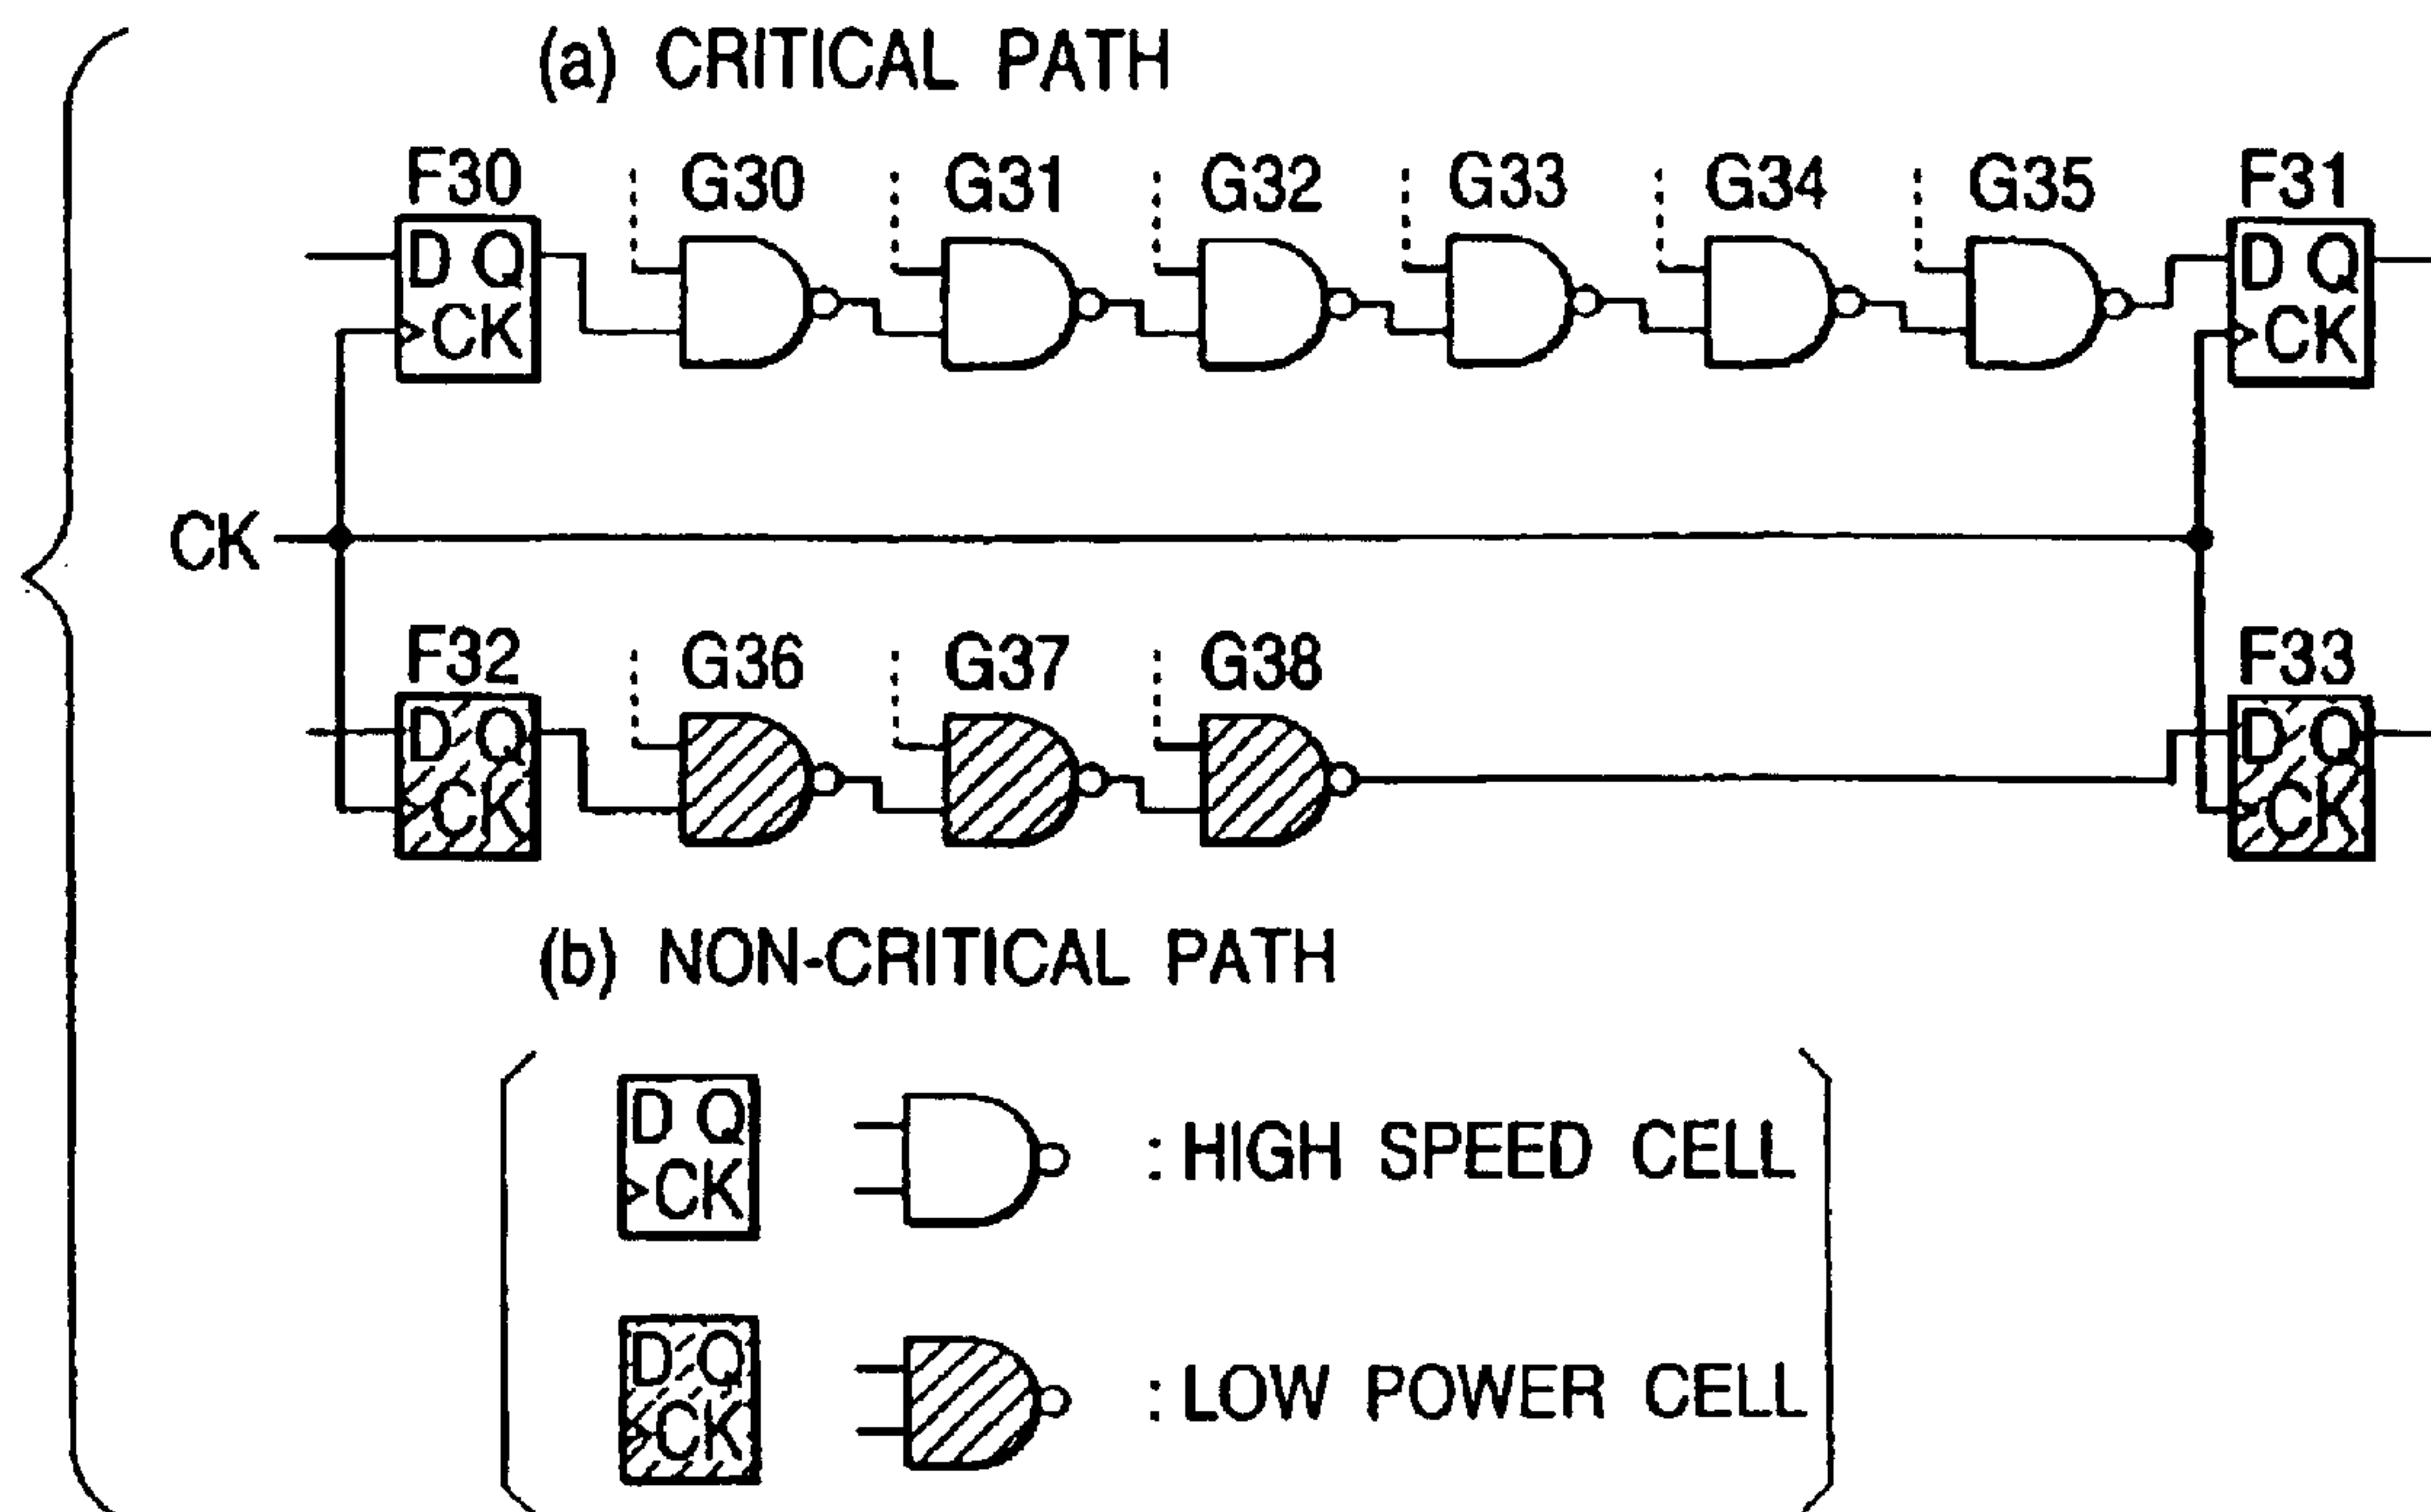 (a) CRITICAL PATH
F30 G30 G31 G32 G33 G34 G35 F31
D Q D Q
CK CK
CK
F32 G36 G37 G38 F33
D Q D Q
CK CK
(b) NON-CRITICAL PATH
D Q
CK
: HIGH SPEED CELL
D Q
CK
: LOW POWER CELL